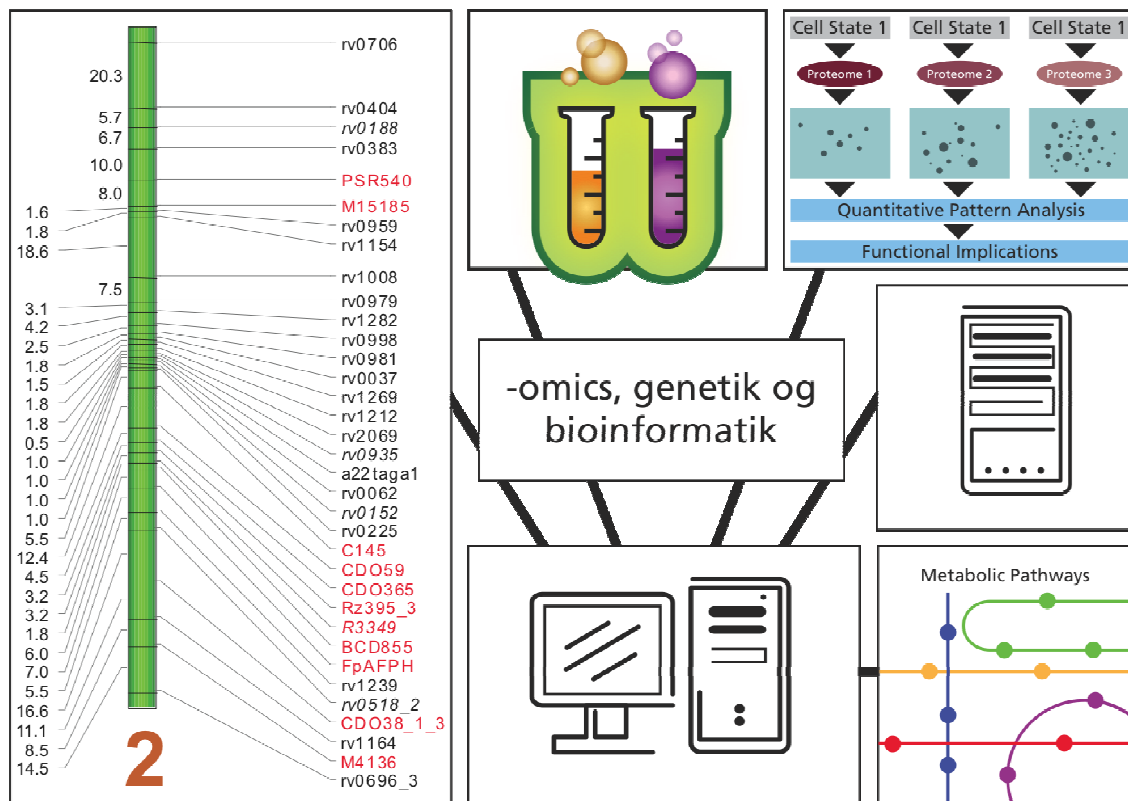 20.3
5.7
6.7
10.0
8.0
1.6
1.8
18.6
7.5
3.1
4.2
2.5
1.8
1.5
1.8
1.8
0.5
1.0
1.0
1.0
1.0
5.5
12.4
4.5
3.2
3.2
1.8
6.0
7.0
5.5
16.6
11.1
8.5
14.5
rv0706
rv0404
rv0188
rv0383
PSR540
M15185
rv0959
rv1154
rv1008
rv0979
rv1282
rv0998
rv0981
rv0037
rv1269
rv1212
rv2069
rv0935
a22taga1
rv0062
rv0152
rv0225
C145
CDO59
CDO365
Rz395_3
R3349
BCD855
FpAFPH
rv1239
rv0518_2
CDO38_1_3
rv1164
M4136
rv0696_3
2
Cell State 1 Cell State 1 Cell State 1
Proteome 1 Proteome 2 Proteome 3
Quantitative Pattern Analysis
Functional Implications
-omics, genetik og
bioinformatik
Metabolic Pathways